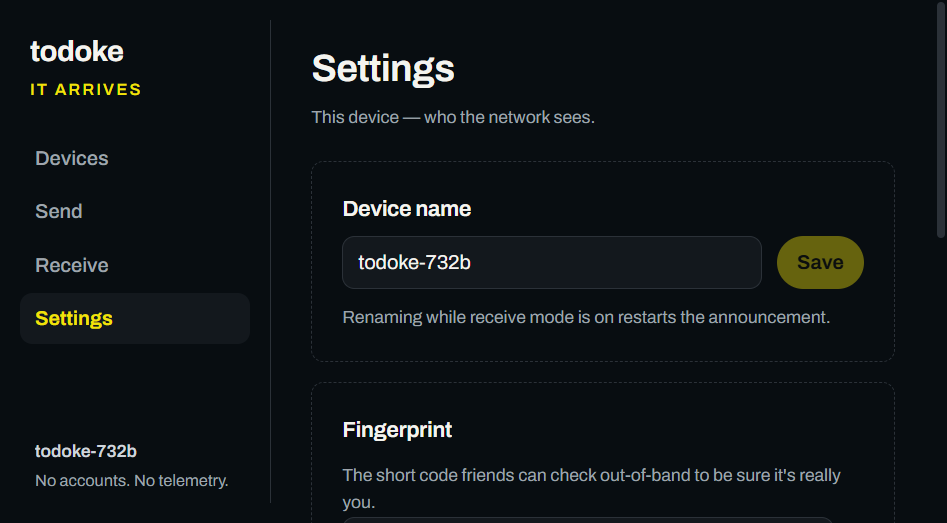 todoke
IT ARRIVES
Devices
Send
Receive
Settings
todoke-732b
No accounts. No telemetry.
Settings
This device — who the network sees.
Device name
todoke-732b
Save
Renaming while receive mode is on restarts the announcement.
Fingerprint
The short code friends can check out-of-band to be sure it's really
you.